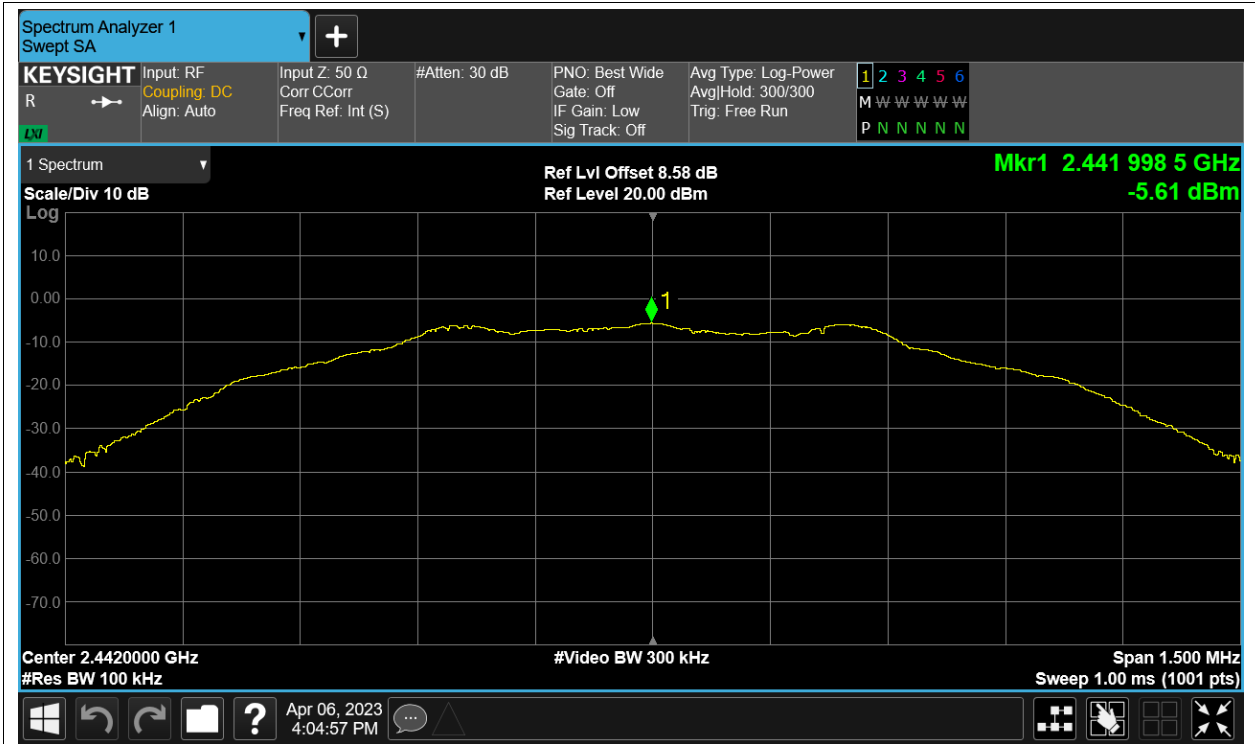 Spectrum Analyzer 1
Swept SA
+
KEYSIGHT
R
LXI
Input: RF
Coupling: DC
Align: Auto
Input Z: 50 Ω
Corr CCorr
Freq Ref: Int (S)
#Atten: 30 dB
PNO: Best Wide
Gate: Off
IF Gain: Low
Sig Track: Off
Avg Type: Log-Power
Avg|Hold: 300/300
Trig: Free Run
1 2 3 4 5 6
M W W W W W
P N N N N N
1 Spectrum
Scale/Div 10 dB
Log
Ref Lvl Offset 8.58 dB
Ref Level 20.00 dBm
Mkr1 2.441 998 5 GHz
-5.61 dBm
1
10.0
0.00
-10.0
-20.0
-30.0
-40.0
-50.0
-60.0
-70.0
Center 2.4420000 GHz
#Res BW 100 kHz
#Video BW 300 kHz
Span 1.500 MHz
Sweep 1.00 ms (1001 pts)
?
Apr 06, 2023
4:04:57 PM